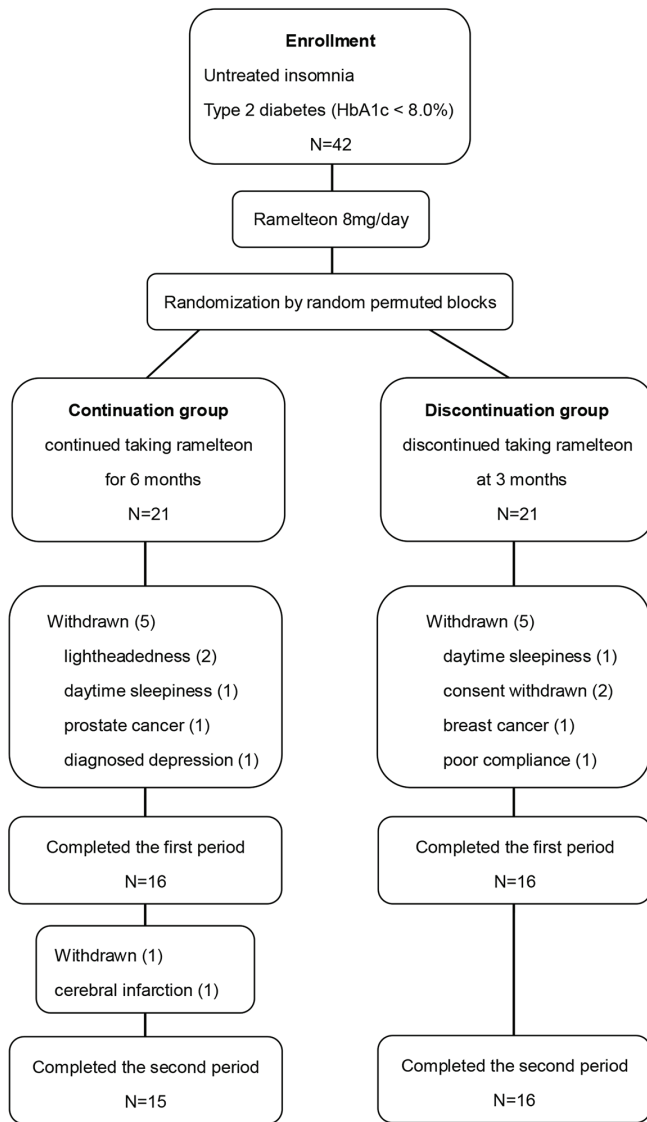 Enrollment
Untreated insomnia
Type 2 diabetes (HbA1c < 8.0%)
N=42
Ramelteon 8mg/day
Randomization by random permuted blocks
Continuation group
continued taking ramelteon
for 6 months
N=21
Discontinuation group
discontinued taking ramelteon
at 3 months
N=21
Withdrawn (5)
lightheadedness (2)
daytime sleepiness (1)
prostate cancer (1)
diagnosed depression (1)
Withdrawn (5)
daytime sleepiness (1)
consent withdrawn (2)
breast cancer (1)
poor compliance (1)
Completed the first period
N=16
Completed the first period
N=16
Withdrawn (1)
cerebral infarction (1)
Completed the second period
N=15
Completed the second period
N=16